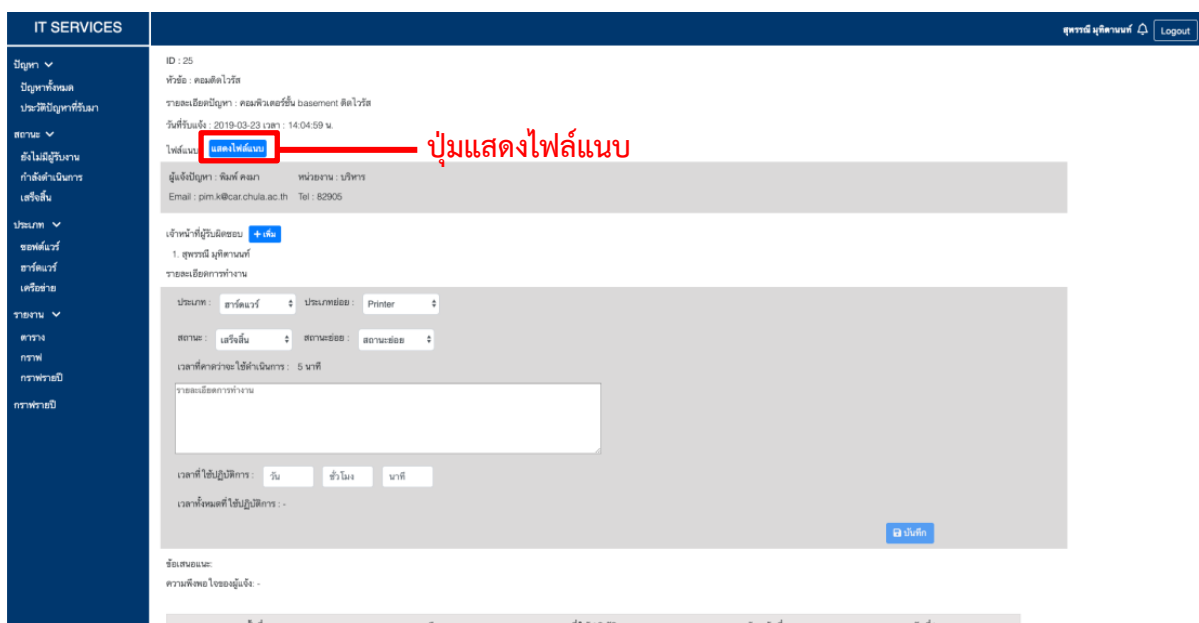 IT SERVICES
สุพรรณี มุทิตานนท์ Logout
ปัญหา
ปัญหาทั้งหมด
ประวัติปัญหาที่รับมา
สถานะ
ยังไม่มีผู้รับงาน
กำลังดำเนินการ
เสร็จสิ้น
ประเภท
ซอฟต์แวร์
ฮาร์ดแวร์
เครือข่าย
รายงาน
ตาราง
กราฟ
กราฟรายปี
กราฟรายปี
ID : 25
หัวข้อ : คอมติดไวรัส
รายละเอียดปัญหา : คอมพิวเตอร์ชั้น basement ติดไวรัส
วันที่รับแจ้ง : 2019-03-23 เวลา : 14:04:59 น.
ไฟล์แนบ แสดงไฟล์แนบ ปุ่มแสดงไฟล์แนบ
ผู้แจ้งปัญหา : พิมพ์ คงมา หน่วยงาน : บริหาร
Email : pim.k@car.chula.ac.th Tel : 82905
เจ้าหน้าที่ผู้รับผิดชอบ + เพิ่ม
1. สุพรรณี มุทิตานนท์
รายละเอียดการทำงาน
ประเภท : ฮาร์ดแวร์ ประเภทย่อย : Printer
สถานะ : เสร็จสิ้น สถานะย่อย : สถานะย่อย
เวลาที่คาดว่าจะใช้ดำเนินการ : 5 นาที
รายละเอียดการทำงาน
เวลาที่ใช้ปฏิบัติการ : วัน ชั่วโมง นาที
เวลาทั้งหมดที่ใช้ปฏิบัติการ : -
บันทึก
ข้อเสนอแนะ:
ความพึงพอใจของผู้แจ้ง: -